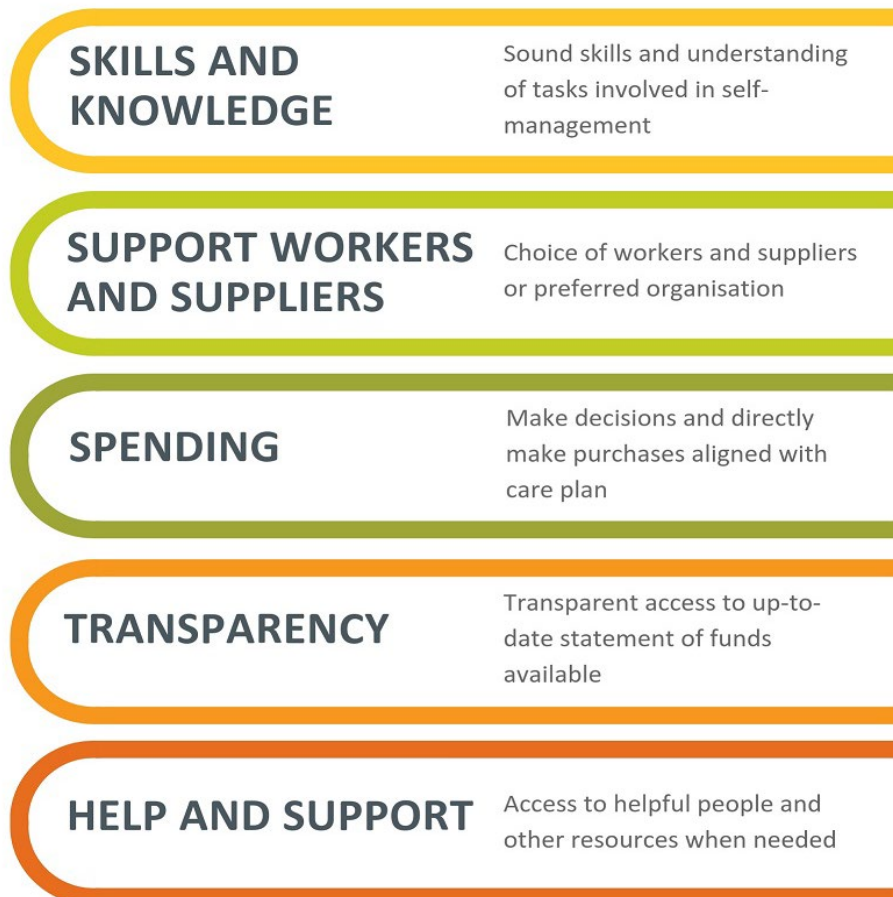 SKILLS AND
KNOWLEDGE
Sound skills and understanding
of tasks involved in self-
management
SUPPORT WORKERS
AND SUPPLIERS
Choice of workers and suppliers
or preferred organisation
SPENDING
Make decisions and directly
make purchases aligned with
care plan
TRANSPARENCY
Transparent access to up-to-
date statement of funds
available
HELP AND SUPPORT
Access to helpful people and
other resources when needed